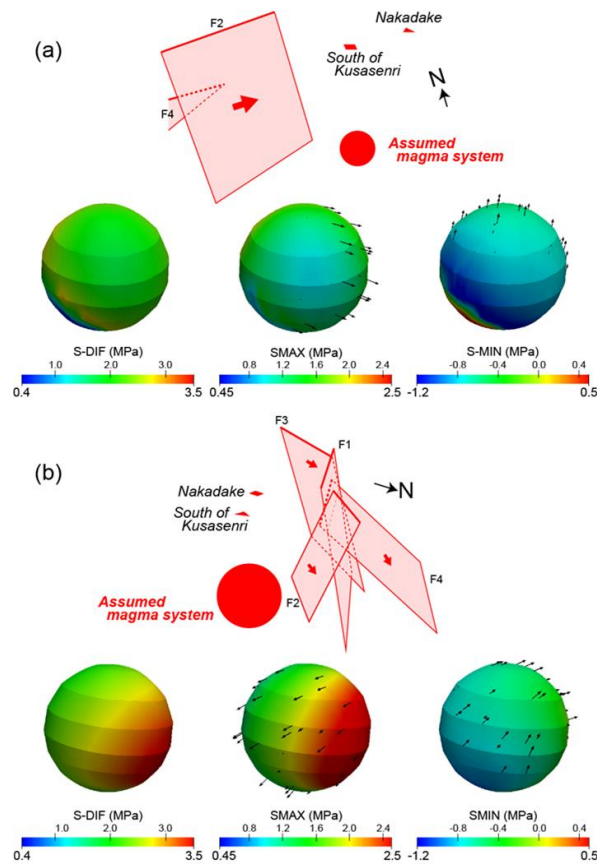 (a)
F2
Nakadake
South of
Kusasenri
N
F4
Assumed
magma system
S-DIF (MPa)
1.0 2.0 3.0
0.4 3.5
SMAX (MPa)
0.8 1.2 1.6 2.0
0.45 2.5
S-MIN (MPa)
-0.8 -0.4 0.0 0.4
-1.2 0.5
(b)
F3
F1
N
Nakadake
South of
Kusasenri
F4
Assumed
magma system
F2
S-DIF (MPa)
1.0 2.0 3.0
0.4 3.5
SMAX (MPa)
0.8 1.2 1.6 2.0
0.45 2.5
SMIN (MPa)
-0.8 -0.4 0.0 0.4
-1.2 0.5